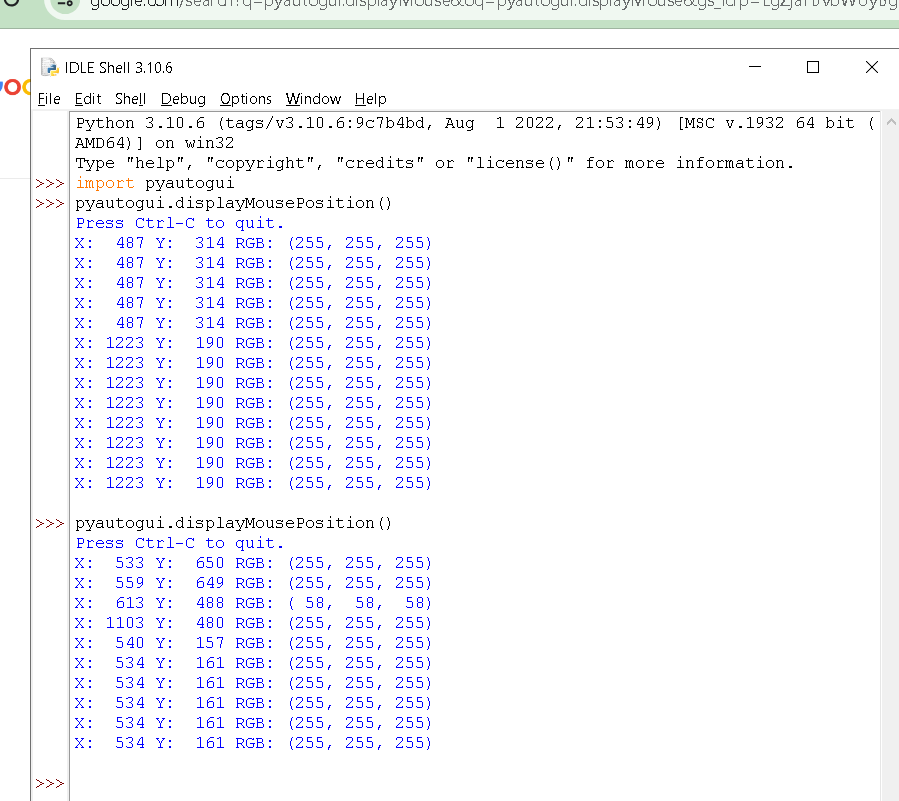 google.com/search?q=pyautogui.displayMouse&oq=pyautogui.displayMouse&gs_lcrp=
IDLE Shell 3.10.6
File Edit Shell Debug Options Window Help
Python 3.10.6 (tags/v3.10.6:9c7b4bd, Aug  1 2022, 21:53:49) [MSC v.1932 64 bit (
AMD64)] on win32
Type "help", "copyright", "credits" or "license()" for more information.
>>> import pyautogui
>>> pyautogui.displayMousePosition()
Press Ctrl-C to quit.
X:  487 Y:  314 RGB: (255, 255, 255)
X:  487 Y:  314 RGB: (255, 255, 255)
X:  487 Y:  314 RGB: (255, 255, 255)
X:  487 Y:  314 RGB: (255, 255, 255)
X:  487 Y:  314 RGB: (255, 255, 255)
X: 1223 Y:  190 RGB: (255, 255, 255)
X: 1223 Y:  190 RGB: (255, 255, 255)
X: 1223 Y:  190 RGB: (255, 255, 255)
X: 1223 Y:  190 RGB: (255, 255, 255)
X: 1223 Y:  190 RGB: (255, 255, 255)
X: 1223 Y:  190 RGB: (255, 255, 255)
X: 1223 Y:  190 RGB: (255, 255, 255)
X: 1223 Y:  190 RGB: (255, 255, 255)
>>> pyautogui.displayMousePosition()
Press Ctrl-C to quit.
X:  533 Y:  650 RGB: (255, 255, 255)
X:  559 Y:  649 RGB: (255, 255, 255)
X:  613 Y:  488 RGB: ( 58,  58,  58)
X: 1103 Y:  480 RGB: (255, 255, 255)
X:  540 Y:  157 RGB: (255, 255, 255)
X:  534 Y:  161 RGB: (255, 255, 255)
X:  534 Y:  161 RGB: (255, 255, 255)
X:  534 Y:  161 RGB: (255, 255, 255)
X:  534 Y:  161 RGB: (255, 255, 255)
X:  534 Y:  161 RGB: (255, 255, 255)
>>>